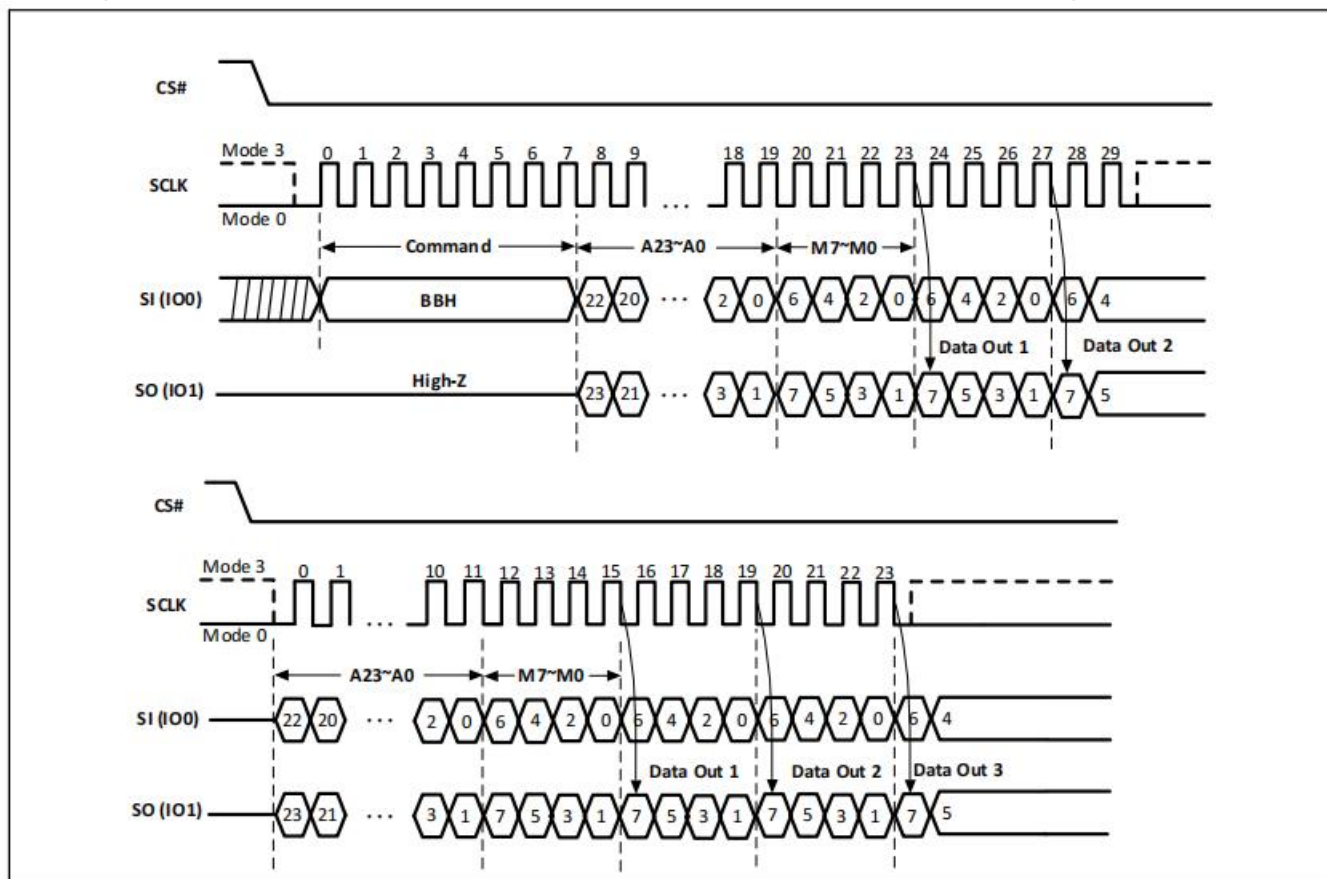 CS#
Mode 3
0 1 2 3 4 5 6 7 8 9 18 19 20 21 22 23 24 25 26 27 28 29
SCLK
...
Mode 0
Command A23~A0 M7~M0
SI (IO0) BBH 22 20 ... 2 0 6 4 2 0 6 4 2 0 6 4
Data Out 1 Data Out 2
High-Z
SO (IO1) 23 21 ... 3 1 7 5 3 1 7 5 3 1 7 5
CS#
Mode 3
0 1 10 11 12 13 14 15 16 17 18 19 20 21 22 23
SCLK
...
Mode 0
A23~A0 M7~M0
SI (IO0) 22 20 ... 2 0 6 4 2 0 6 4 2 0 6 4 2 0 6 4
Data Out 1 Data Out 2 Data Out 3
SO (IO1) 23 21 ... 3 1 7 5 3 1 7 5 3 1 7 5 3 1 7 5